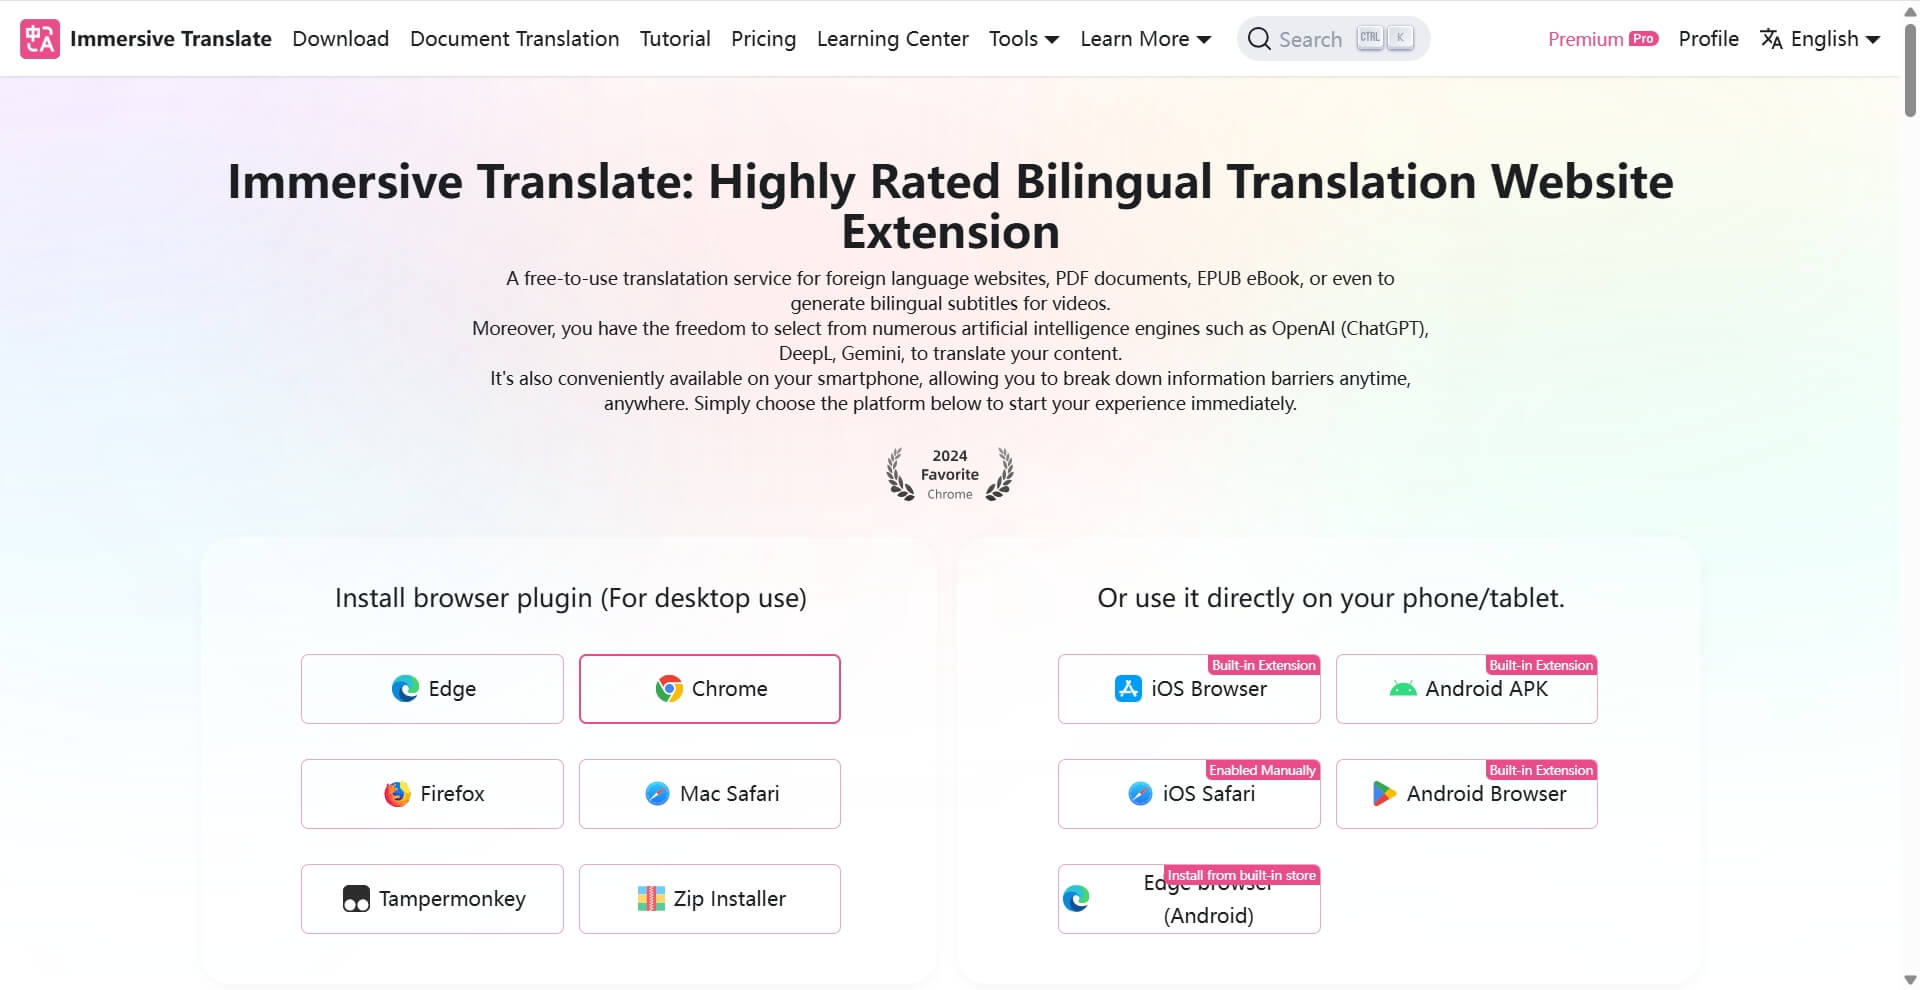 中A Immersive Translate Download Document Translation Tutorial Pricing Learning Center Tools Learn More Search CTRL K Premium Pro Profile 文A English
Immersive Translate: Highly Rated Bilingual Translation Website
Extension
A free-to-use translatation service for foreign language websites, PDF documents, EPUB eBook, or even to
generate bilingual subtitles for videos.
Moreover, you have the freedom to select from numerous artificial intelligence engines such as OpenAI (ChatGPT),
DeepL, Gemini, to translate your content.
It's also conveniently available on your smartphone, allowing you to break down information barriers anytime,
anywhere. Simply choose the platform below to start your experience immediately.
2024
Favorite
Chrome
Install browser plugin (For desktop use)
Edge
Chrome
Firefox
Mac Safari
Tampermonkey
Zip Installer
Or use it directly on your phone/tablet.
Built-in Extension
iOS Browser
Built-in Extension
Android APK
Enabled Manually
iOS Safari
Built-in Extension
Android Browser
Install from built-in store
Edge browser
(Android)